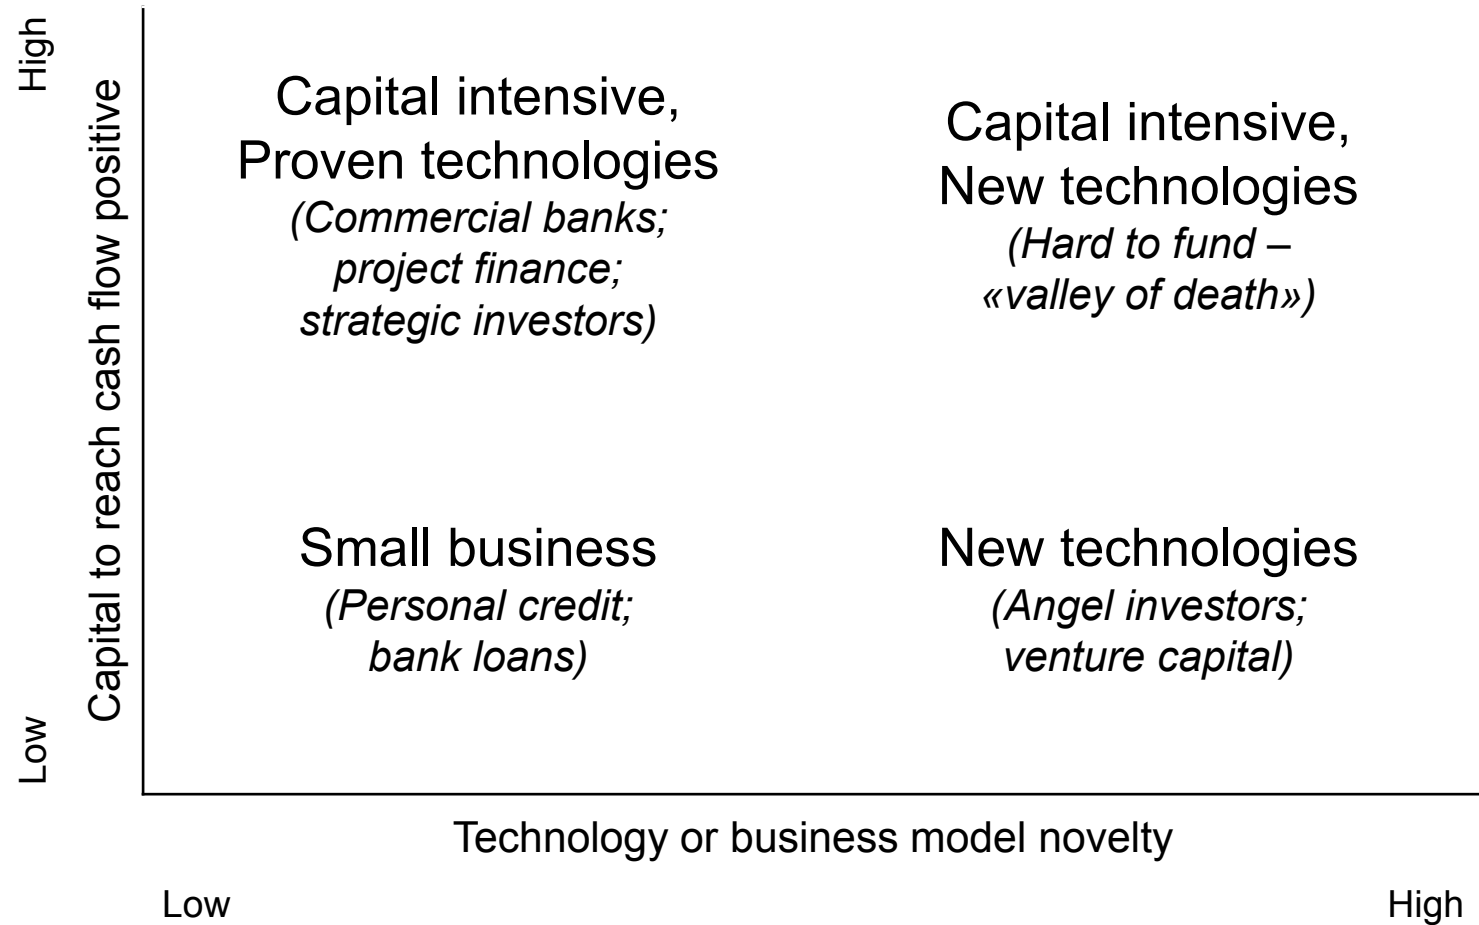 High
Capital to reach cash flow positive
Low
Capital intensive,
Proven technologies
(Commercial banks;
project finance;
strategic investors)
Capital intensive,
New technologies
(Hard to fund –
«valley of death»)
Small business
(Personal credit;
bank loans)
New technologies
(Angel investors;
venture capital)
Technology or business model novelty
Low
High